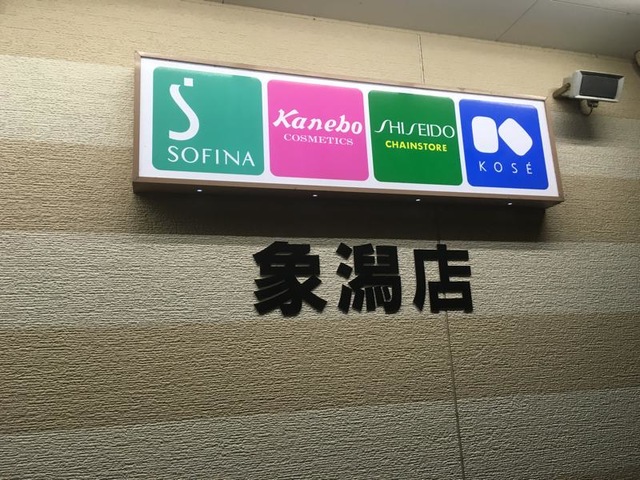 SOFINA
Kanebo
COSMETICS
SHISEIDO
CHAINSTORE
KOSÉ
象潟店